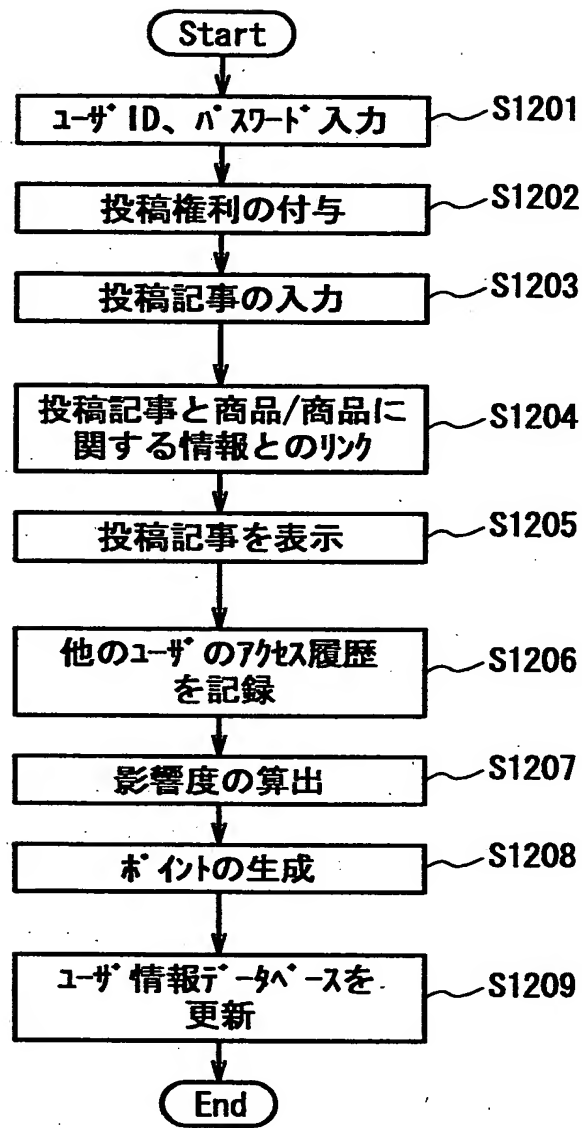 Start
ﾕｰｻﾞID、ﾊﾟｽﾜｰﾄﾞ入力
S1201
投稿権利の付与
S1202
投稿記事の入力
S1203
投稿記事と商品/商品に
関する情報とのﾘﾝｸ
S1204
投稿記事を表示
S1205
他のﾕｰｻﾞのｱｸｾｽ履歴
を記録
S1206
影響度の算出
S1207
ﾎﾟｲﾝﾄの生成
S1208
ﾕｰｻﾞ情報ﾃﾞｰﾀﾍﾞｰｽを
更新
S1209
End